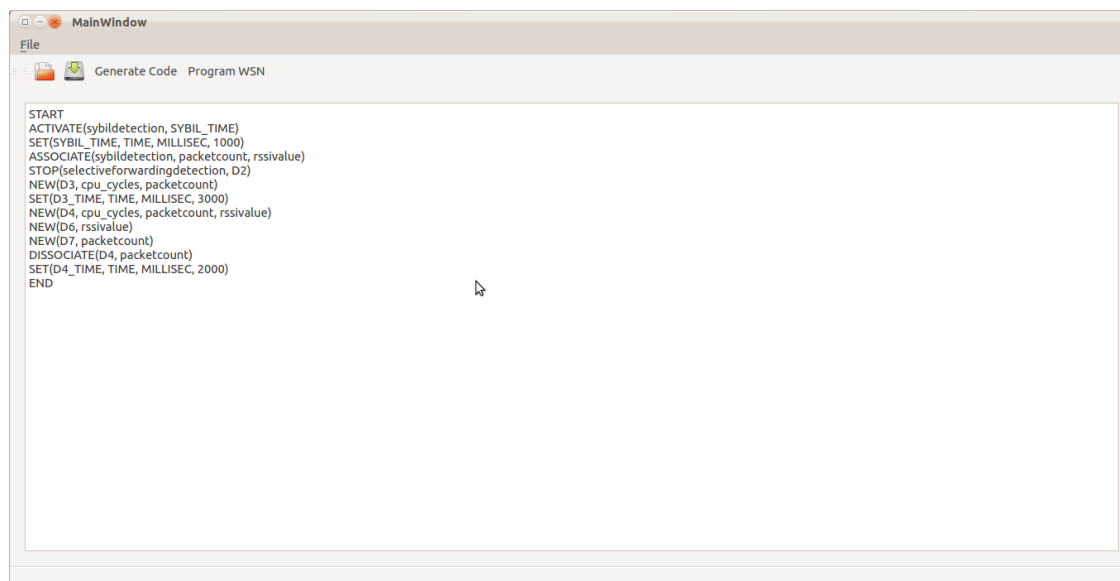 MainWindow
File
Generate Code Program WSN
START
ACTIVATE(sybildetection, SYBIL_TIME)
SET(SYBIL_TIME, TIME, MILLISEC, 1000)
ASSOCIATE(sybildetection, packetcount, rssivalue)
STOP(selectiveforwardingdetection, D2)
NEW(D3, cpu_cycles, packetcount)
SET(D3_TIME, TIME, MILLISEC, 3000)
NEW(D4, cpu_cycles, packetcount, rssivalue)
NEW(D6, rssivalue)
NEW(D7, packetcount)
DISSOCIATE(D4, packetcount)
SET(D4_TIME, TIME, MILLISEC, 2000)
END